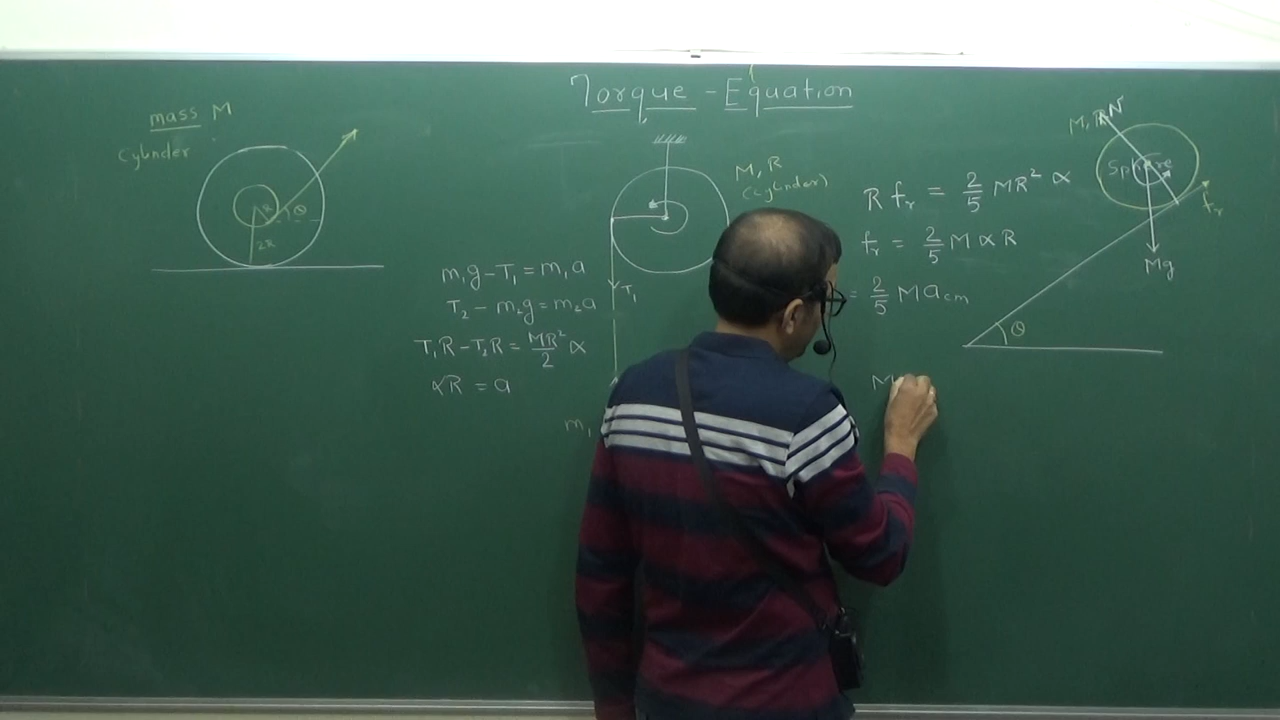 Torque - Equation
mass M
Cylinder
R
θ
2R
m₁g - T₁ = m₁a
T₂ - m₂g = m₂a
T₁R - T₂R = MR²/2 α
αR = a
M, R
(cylinder)
T₁
m₁
R fᵣ = 2/5 MR² α
fᵣ = 2/5 M α R
= 2/5 M a_cm
M
M, R
N
Sphere
fᵣ
Mg
θ